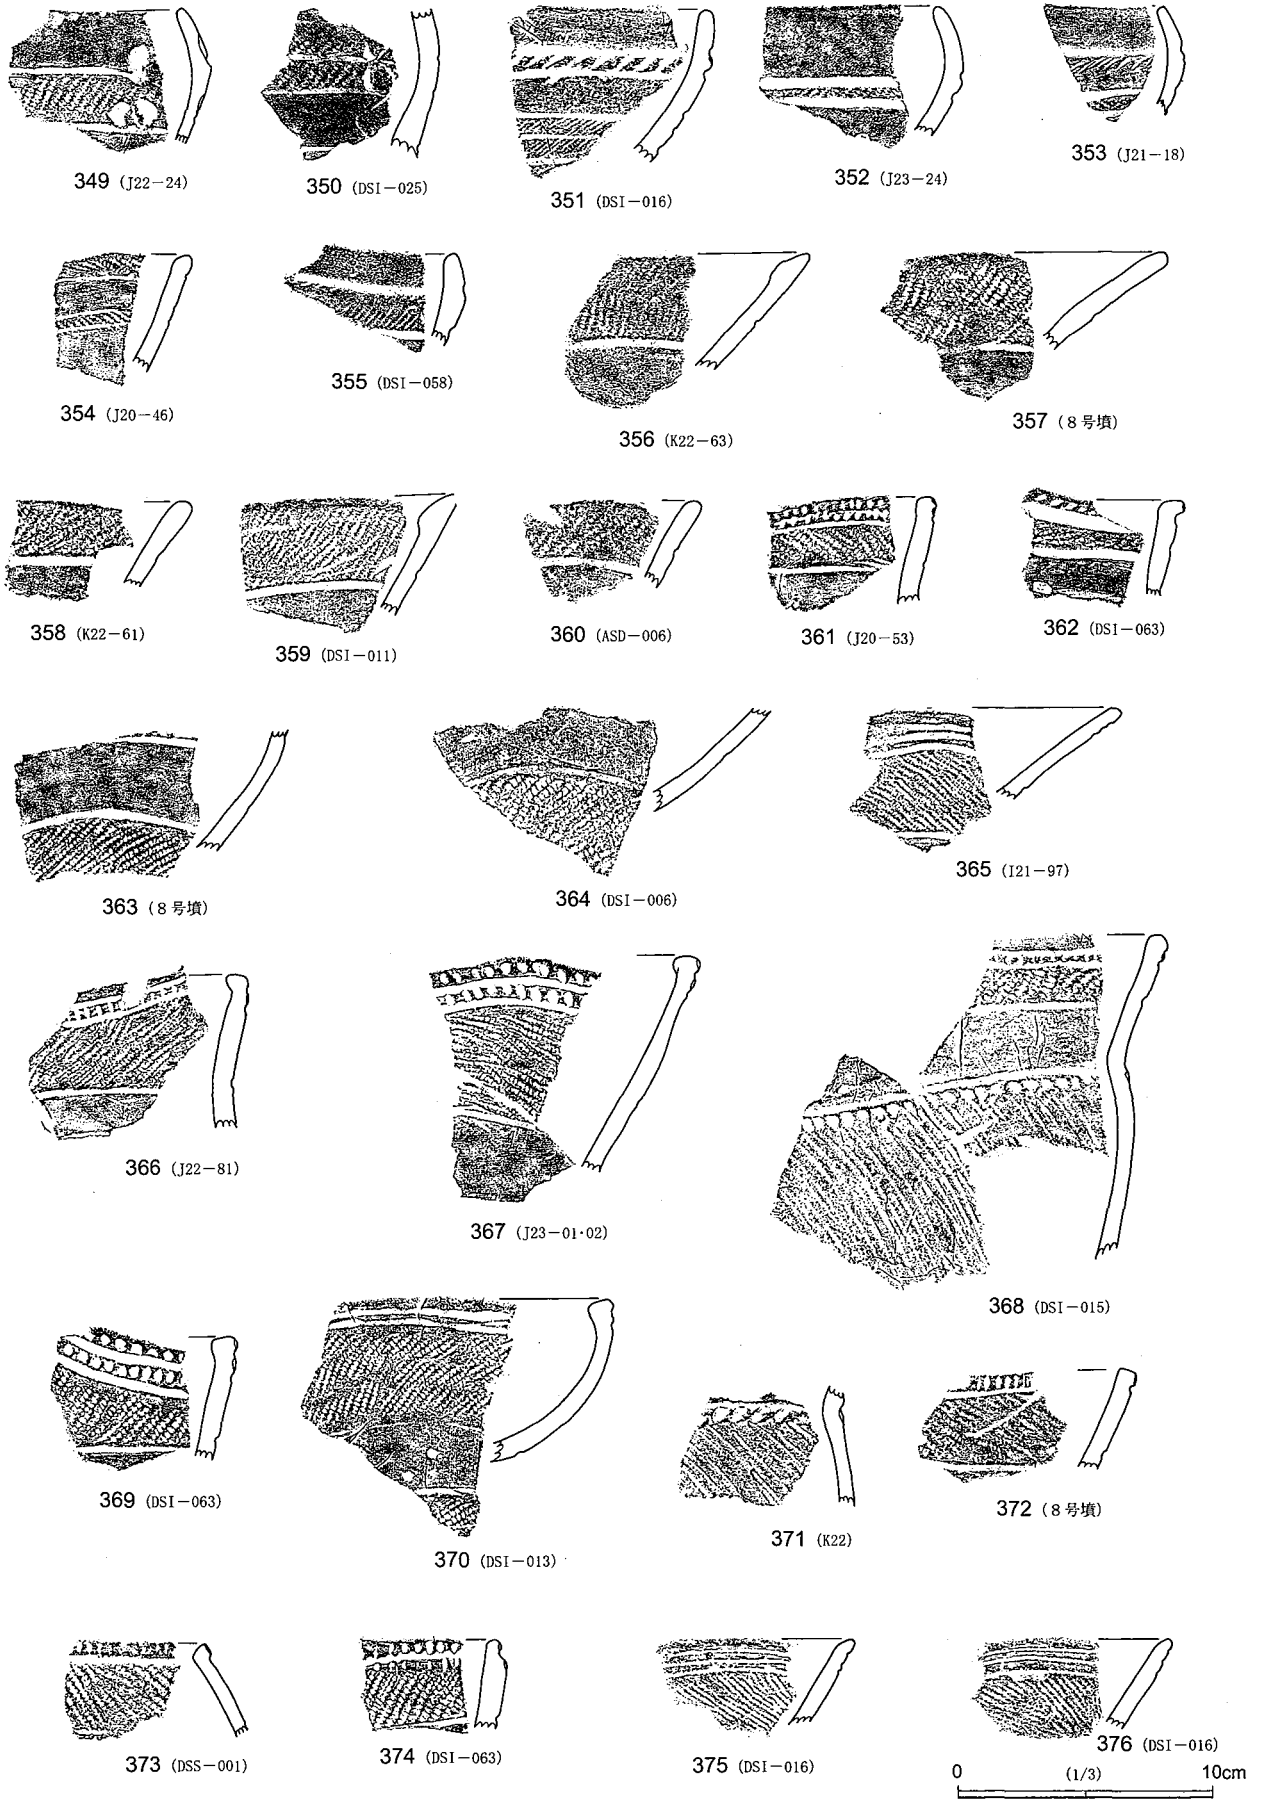 349 (J22-24)
350 (DSI-025)
351 (DSI-016)
352 (J23-24)
353 (J21-18)
354 (J20-46)
355 (DSI-058)
356 (K22-63)
357 (8号墳)
358 (K22-61)
359 (DSI-011)
360 (ASD-006)
361 (J20-53)
362 (DSI-063)
363 (8号墳)
364 (DSI-006)
365 (I21-97)
366 (J22-81)
367 (J23-01·02)
368 (DSI-015)
369 (DSI-063)
370 (DSI-013)
371 (K22)
372 (8号墳)
373 (DSS-001)
374 (DSI-063)
375 (DSI-016)
376 (DSI-016)
0 (1/3) 10cm